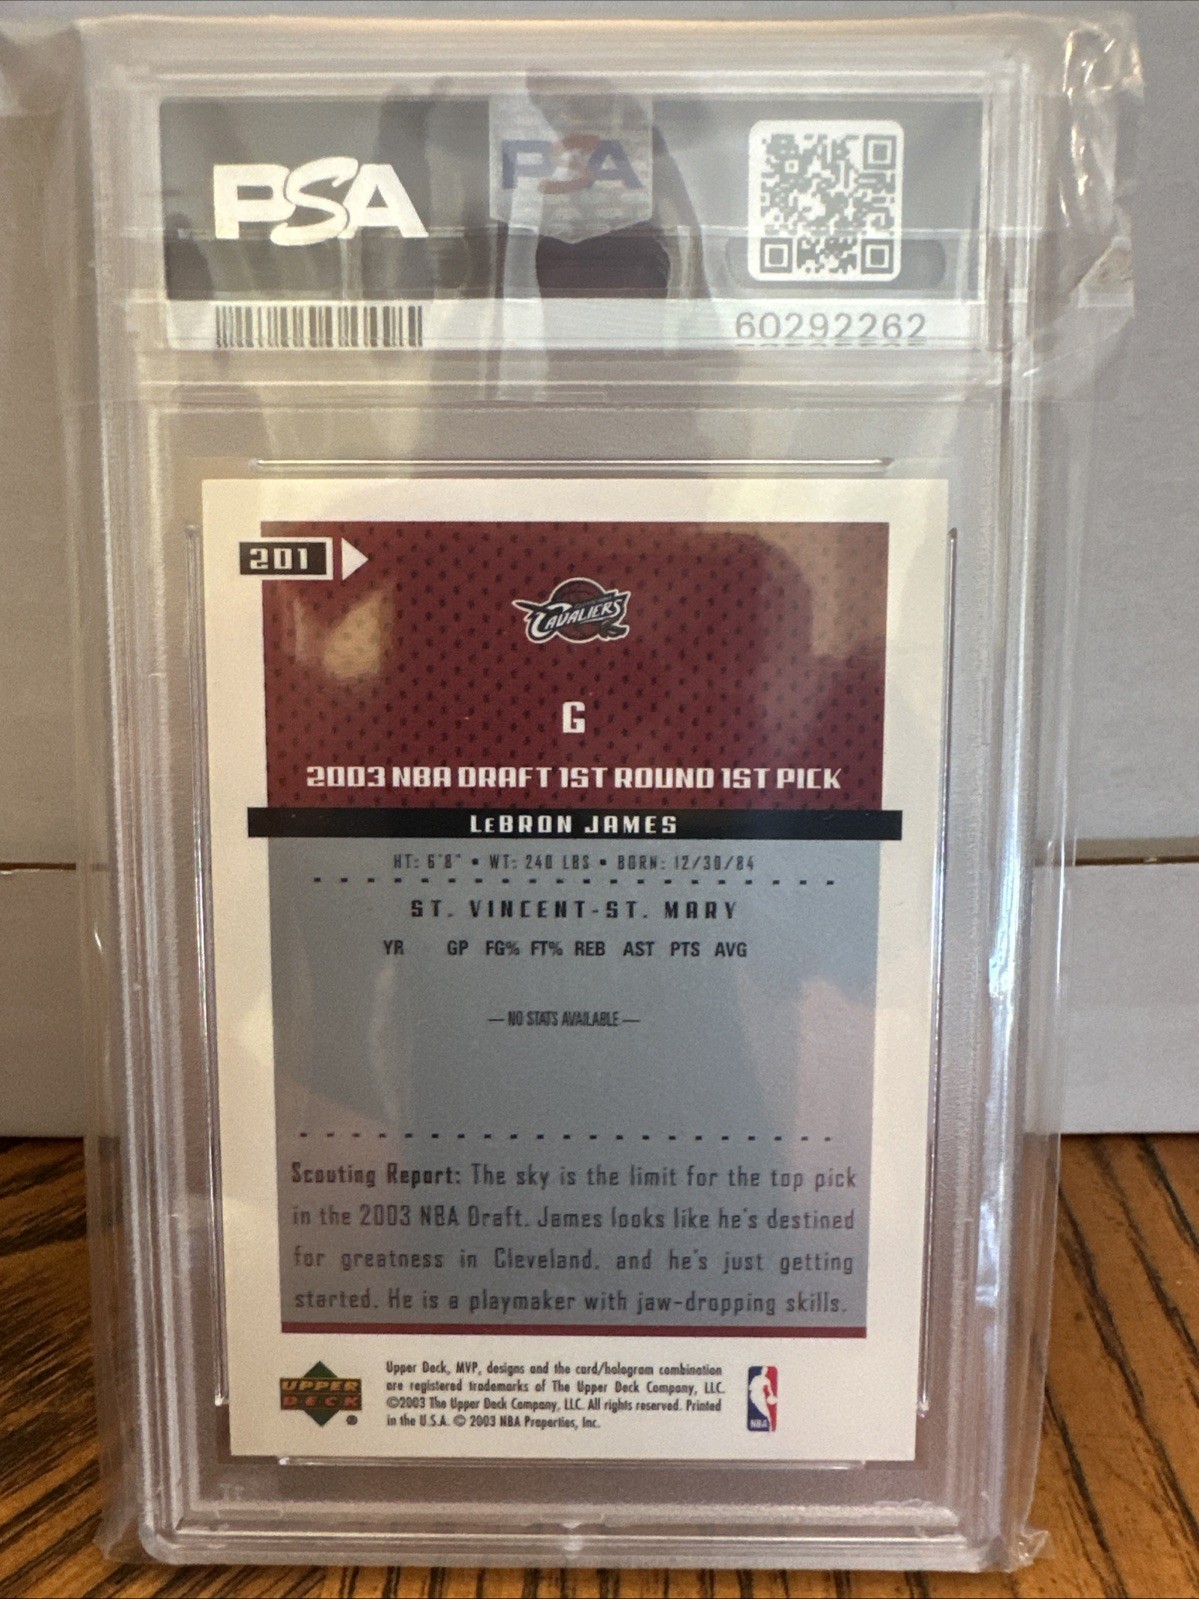 PSA
PSA
60292262
201
CAVALIERS
G
2003 NBA DRAFT 1ST ROUND 1ST PICK
LEBRON JAMES
HT: 6'8" • WT: 240 LBS • BORN: 12/30/84
ST. VINCENT-ST. MARY
YR GP FG% FT% REB AST PTS AVG
— NO STATS AVAILABLE —
Scouting Report: The sky is the limit for the top pick
in the 2003 NBA Draft. James looks like he's destined
for greatness in Cleveland, and he's just getting
started. He is a playmaker with jaw-dropping skills.
UPPER
DECK
®
Upper Deck, MVP, designs and the card/hologram combination
are registered trademarks of The Upper Deck Company, LLC.
©2003 The Upper Deck Company, LLC. All rights reserved. Printed
in the U.S.A. © 2003 NBA Properties, Inc.
NBA